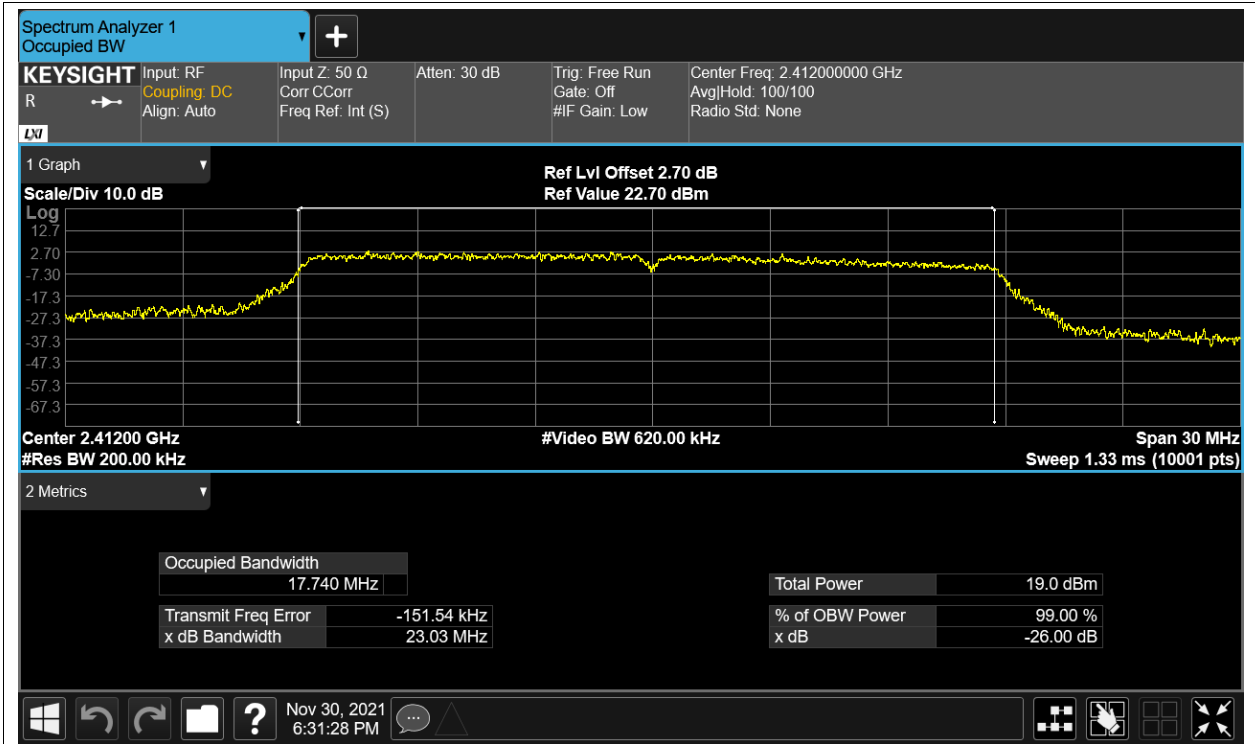 Spectrum Analyzer 1
Occupied BW
KEYSIGHT Input: RF Input Z: 50 Ω Atten: 30 dB Trig: Free Run Center Freq: 2.412000000 GHz
R Coupling: DC Corr CCorr Gate: Off Avg|Hold: 100/100
Align: Auto Freq Ref: Int (S) #IF Gain: Low Radio Std: None
LXI
1 Graph
Ref Lvl Offset 2.70 dB
Scale/Div 10.0 dB Ref Value 22.70 dBm
Log
12.7
2.70
-7.30
-17.3
-27.3
-37.3
-47.3
-57.3
-67.3
Center 2.41200 GHz #Video BW 620.00 kHz Span 30 MHz
#Res BW 200.00 kHz Sweep 1.33 ms (10001 pts)
2 Metrics
Occupied Bandwidth
17.740 MHz Total Power 19.0 dBm
Transmit Freq Error -151.54 kHz % of OBW Power 99.00 %
x dB Bandwidth 23.03 MHz x dB -26.00 dB
? Nov 30, 2021
6:31:28 PM